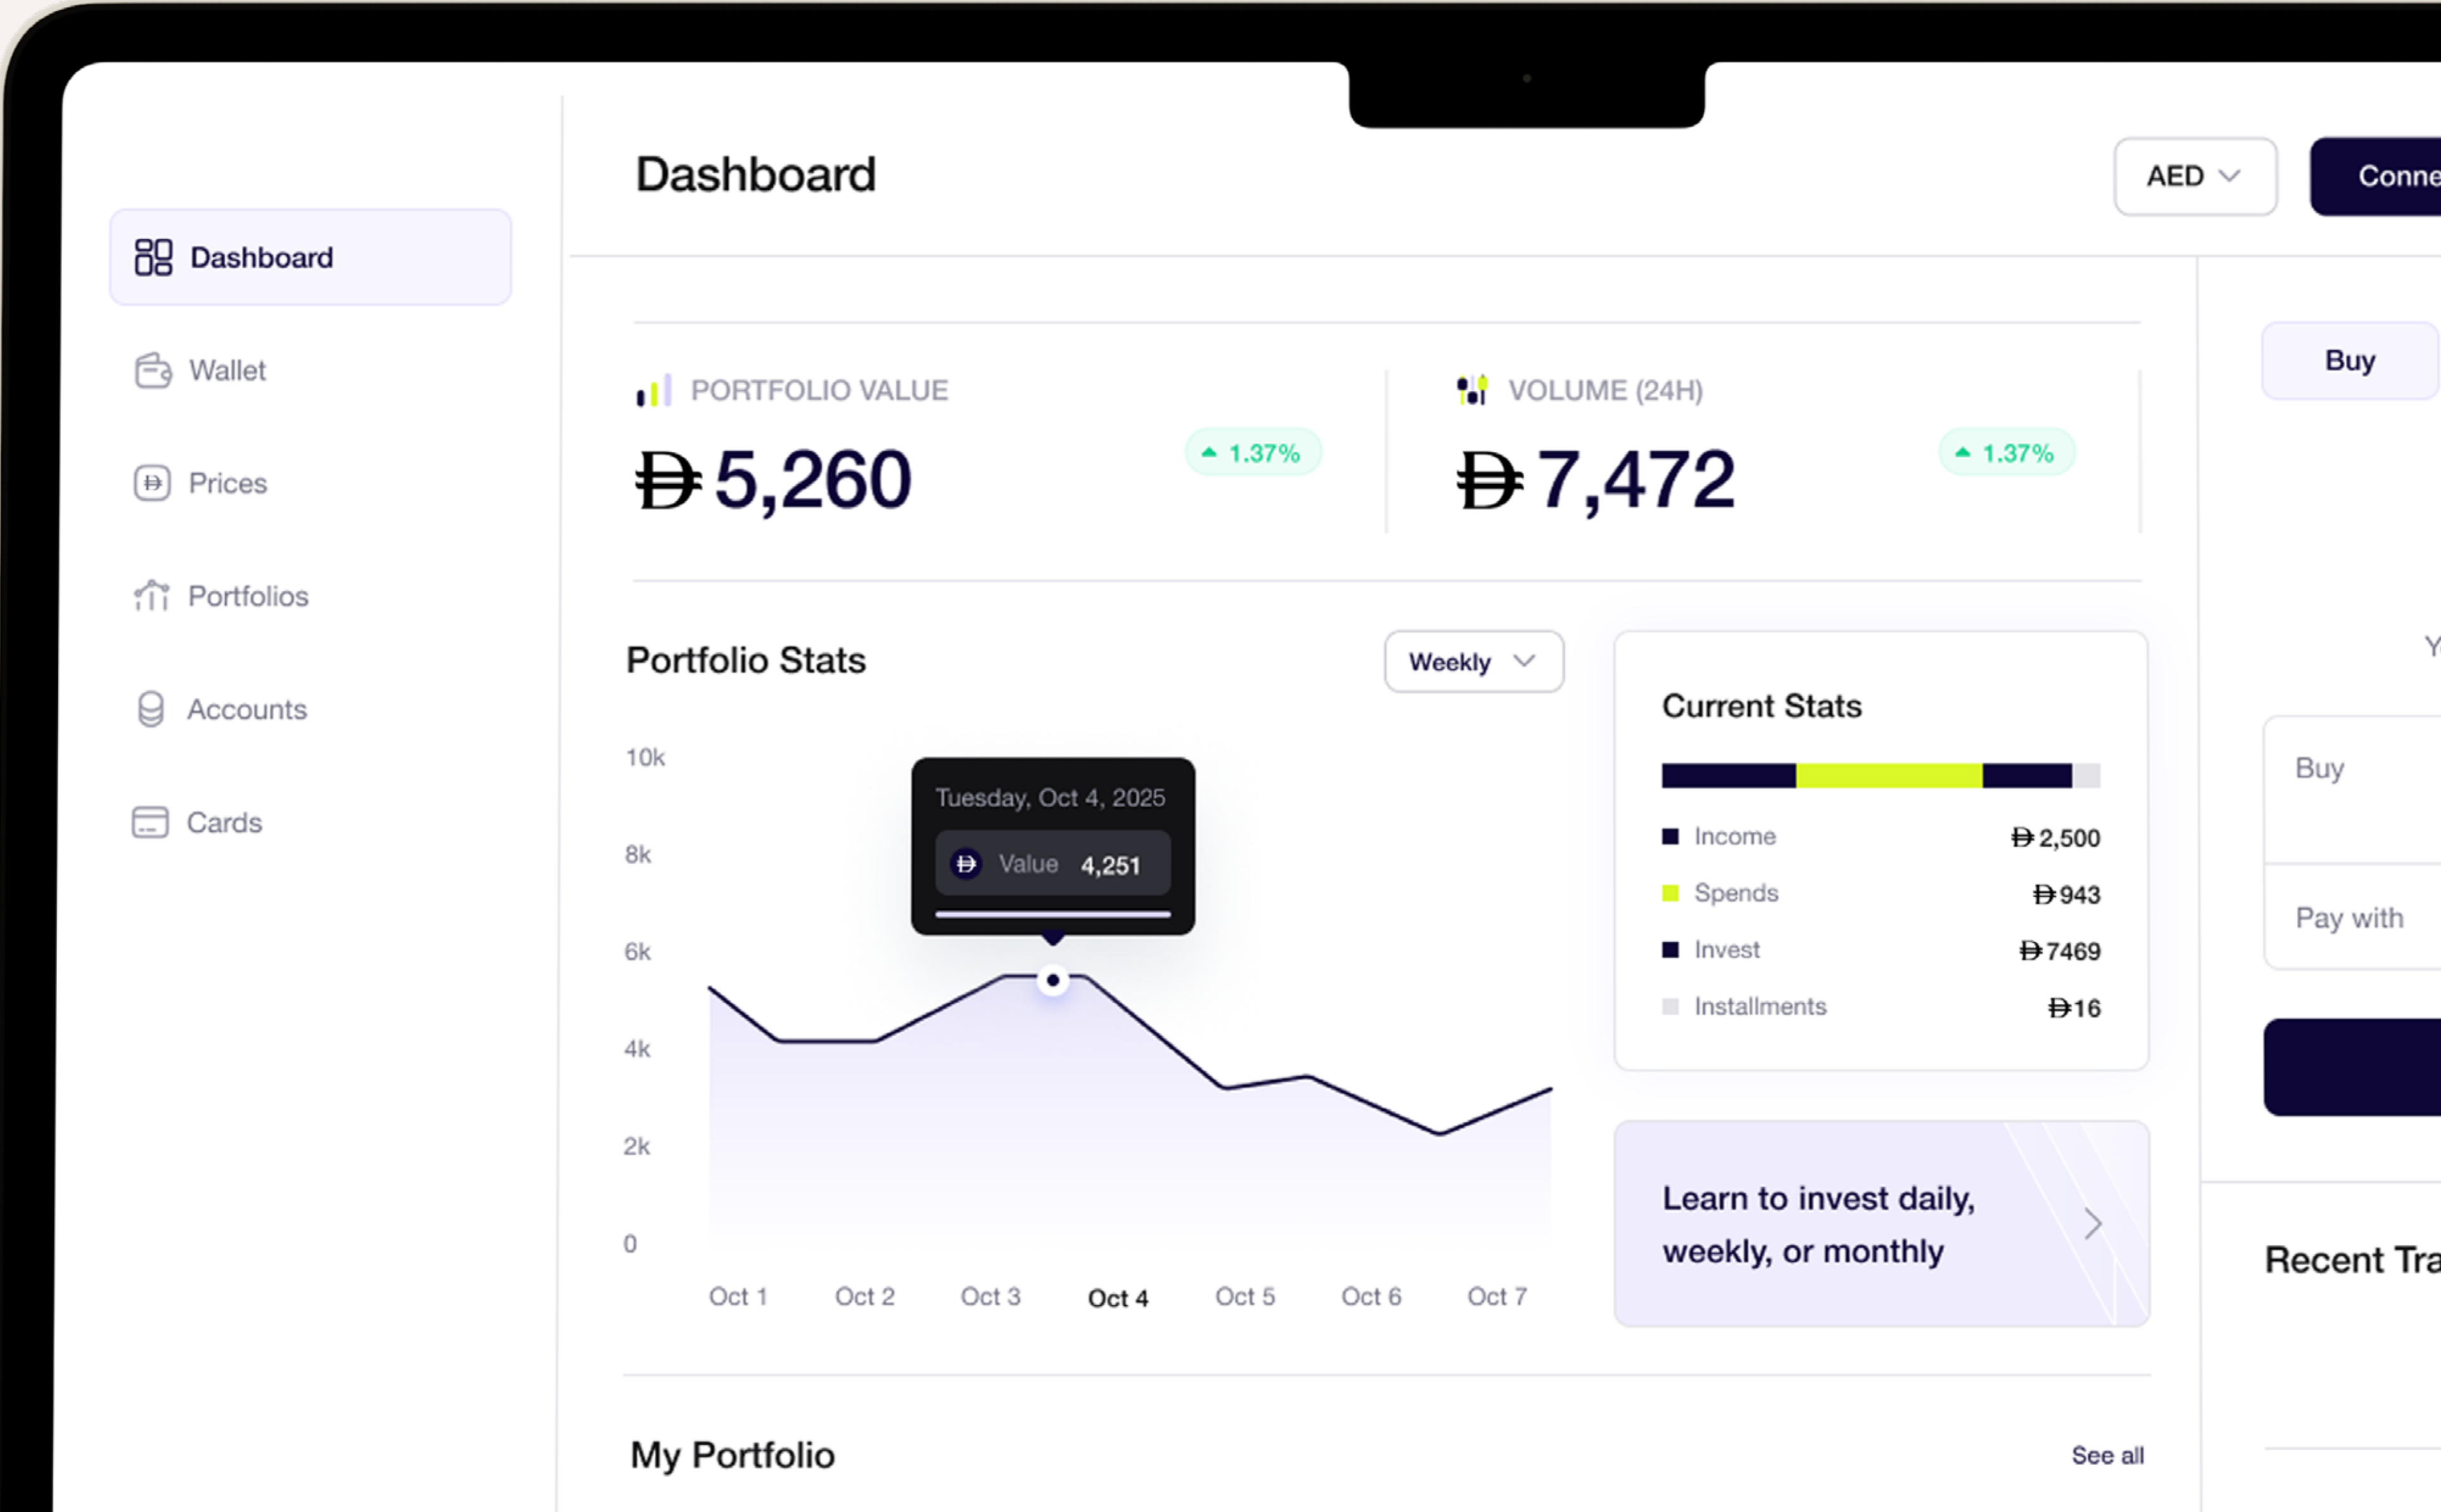 Dashboard
AED
Conne
Dashboard
Wallet
Prices
Portfolios
Accounts
Cards
PORTFOLIO VALUE
5,260
1.37%
VOLUME (24H)
7,472
1.37%
Buy
Portfolio Stats
Weekly
10k
8k
6k
4k
2k
0
Tuesday, Oct 4, 2025
Value 4,251
Oct 1 Oct 2 Oct 3 Oct 4 Oct 5 Oct 6 Oct 7
Current Stats
Income 2,500
Spends 943
Invest 7469
Installments 16
Learn to invest daily,
weekly, or monthly
Buy
Pay with
Recent Tra
My Portfolio
See all